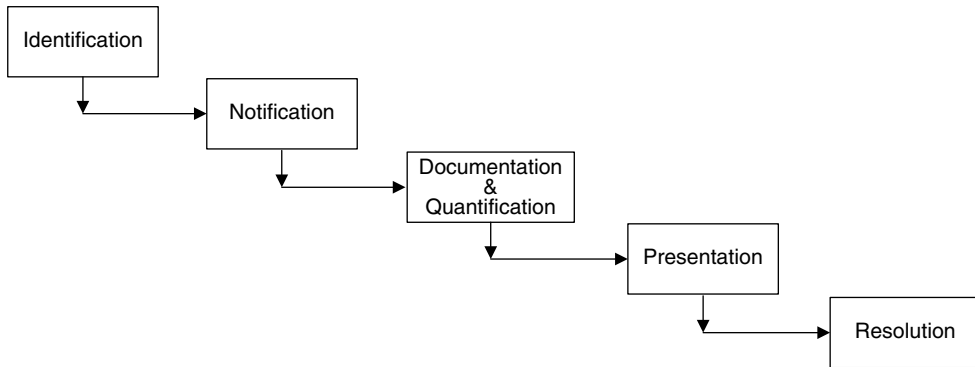 Identification
Notification
Documentation
&
Quantification
Presentation
Resolution